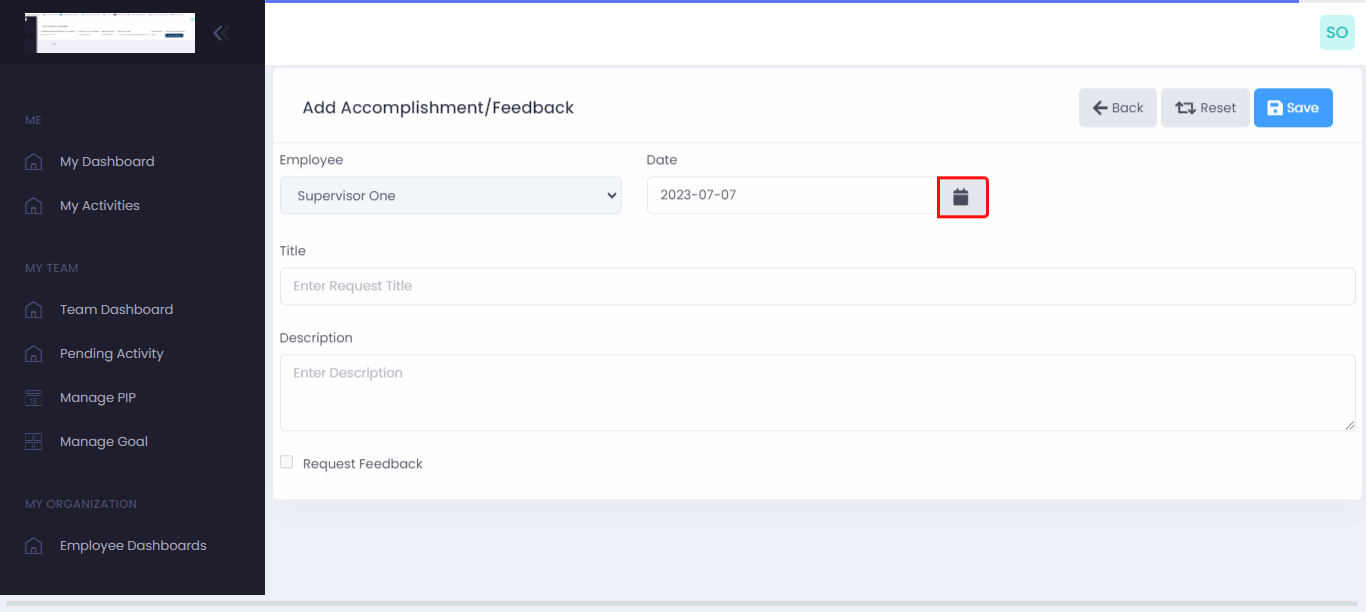 SO
ME
My Dashboard
My Activities
MY TEAM
Team Dashboard
Pending Activity
Manage PIP
Manage Goal
MY ORGANIZATION
Employee Dashboards
Add Accomplishment/Feedback
Back
Reset
Save
Employee
Date
Supervisor One
2023-07-07
Title
Enter Request Title
Description
Enter Description
Request Feedback